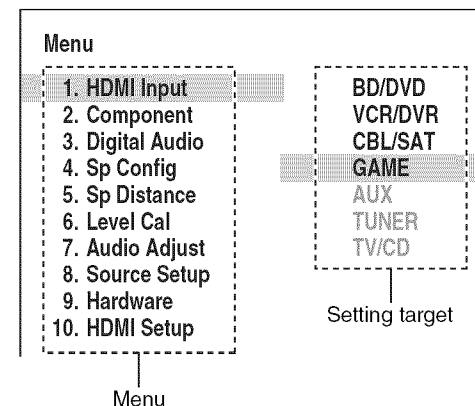 Menu
1. HDMI Input
2. Component
3. Digital Audio
4. Sp Config
5. Sp Distance
6. Level Cal
7. Audio Adjust
8. Source Setup
9. Hardware
10. HDMI Setup
Menu
BD/DVD
VCR/DVR
CBL/SAT
GAME
AUX
TUNER
TV/CD
Setting target